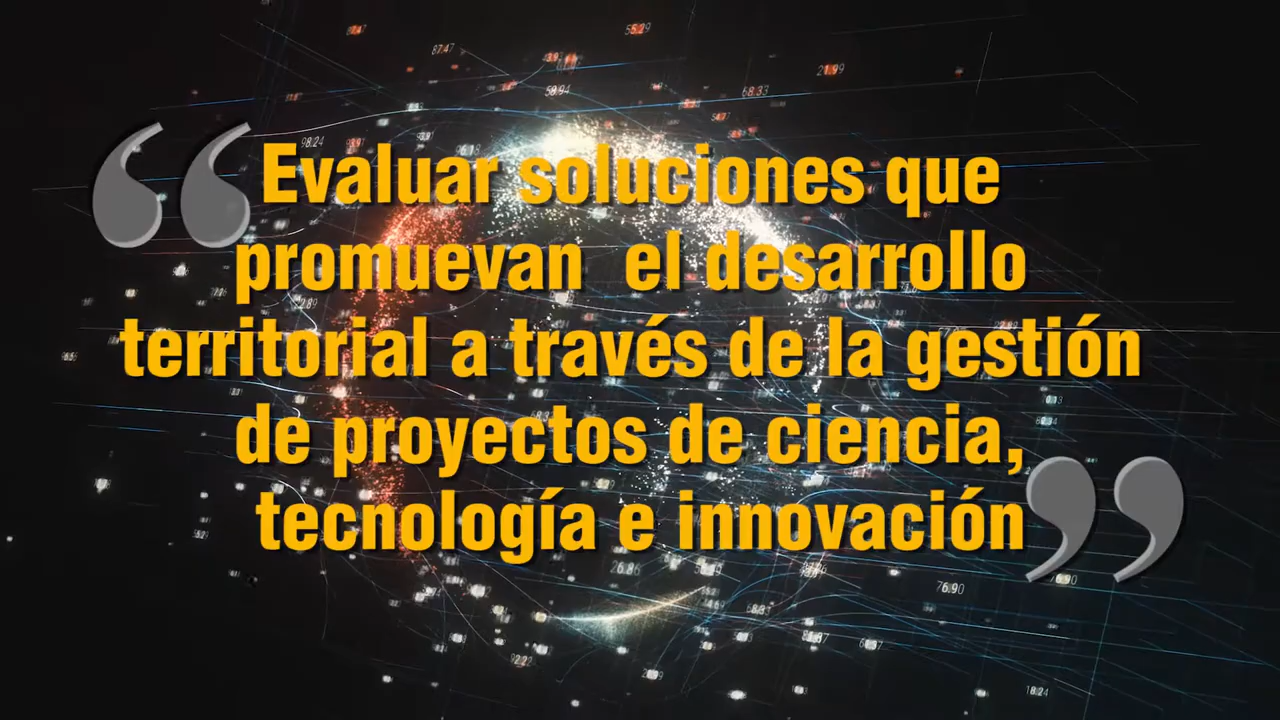 “Evaluar soluciones que
promuevan el desarrollo
territorial a través de la gestión
de proyectos de ciencia,
tecnología e innovación”